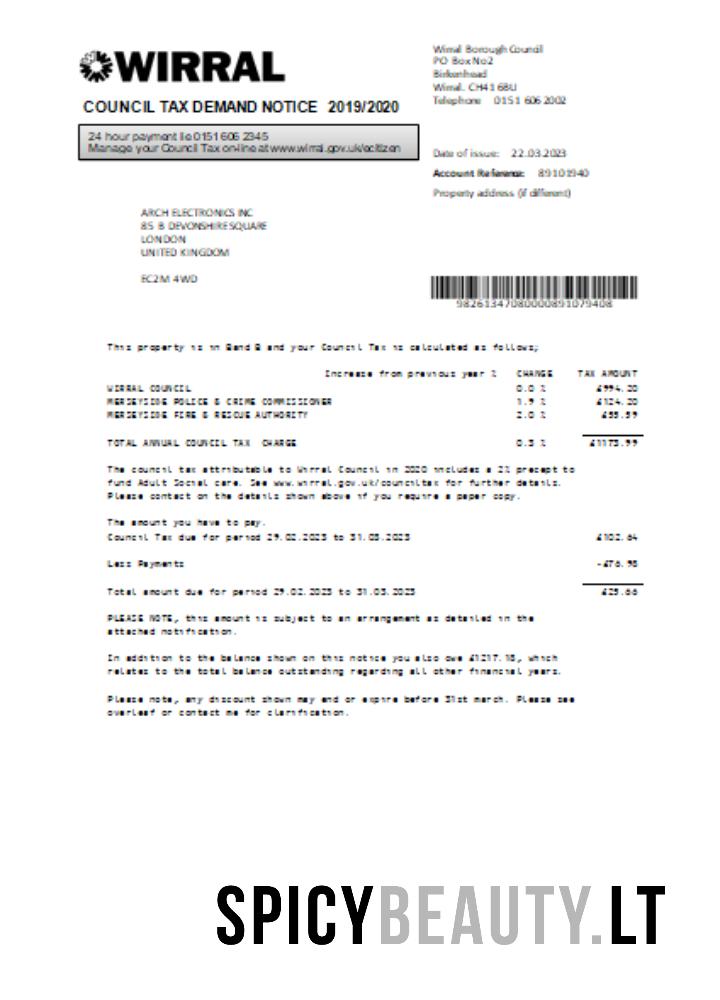 WIRRAL
COUNCIL TAX DEMAND NOTICE 2019/2020
24 hour payment lie 0151 606 2345
Manage your Council Tax on-line at www.wirral.gov.uk/ecitizen
Wirral Borough Council
PO Box No2
Birkenhead
Wirral. CH41 6BU
Telephone 0151 606 2002
Date of issue: 22.03.2023
Account Reference: 89101940
Property address (if different)
ARCH ELECTRONICS INC
85 B DEVONSHIRE SQUARE
LONDON
UNITED KINGDOM
EC2M 4WD
98261347080000891079408
This property is in Band B and your Council Tax is calculated as follows;
Increase from previous year % CHANGE TAX AMOUNT
WIRRAL COUNCIL 0.0 % £994.20
MERSEYSIDE POLICE & CRIME COMMISSIONER 1.9 % £124.20
MERSEYSIDE FIRE & RESCUE AUTHORITY 2.0 %
TOTAL ANNUAL COUNCIL TAX CHARGE 0.3 %
The council tax attributable to Wirral Council in 2020 includes a 2% precept to
fund Adult Social care. See www.wirral.gov.uk/counciltax for further details.
Please contact on the details shown above if you require a paper copy.
The amount you have to pay.
Council Tax due for period 29.02.2023 to 31.03.2023 £102.64
Less Payments -£76.98
Total amount due for period 29.02.2023 to 31.03.2023 £25.66
PLEASE NOTE, this amount is subject to an arrangement as detailed in the
attached notification.
In addition to the balance shown on this notice you also owe £1217.18, which
relates to the total balance outstanding regarding all other financial years.
Please note, any discount shown may end or expire before 31st march. Please see
overleaf or contact me for clarification.
SPICYBEAUTY.LT